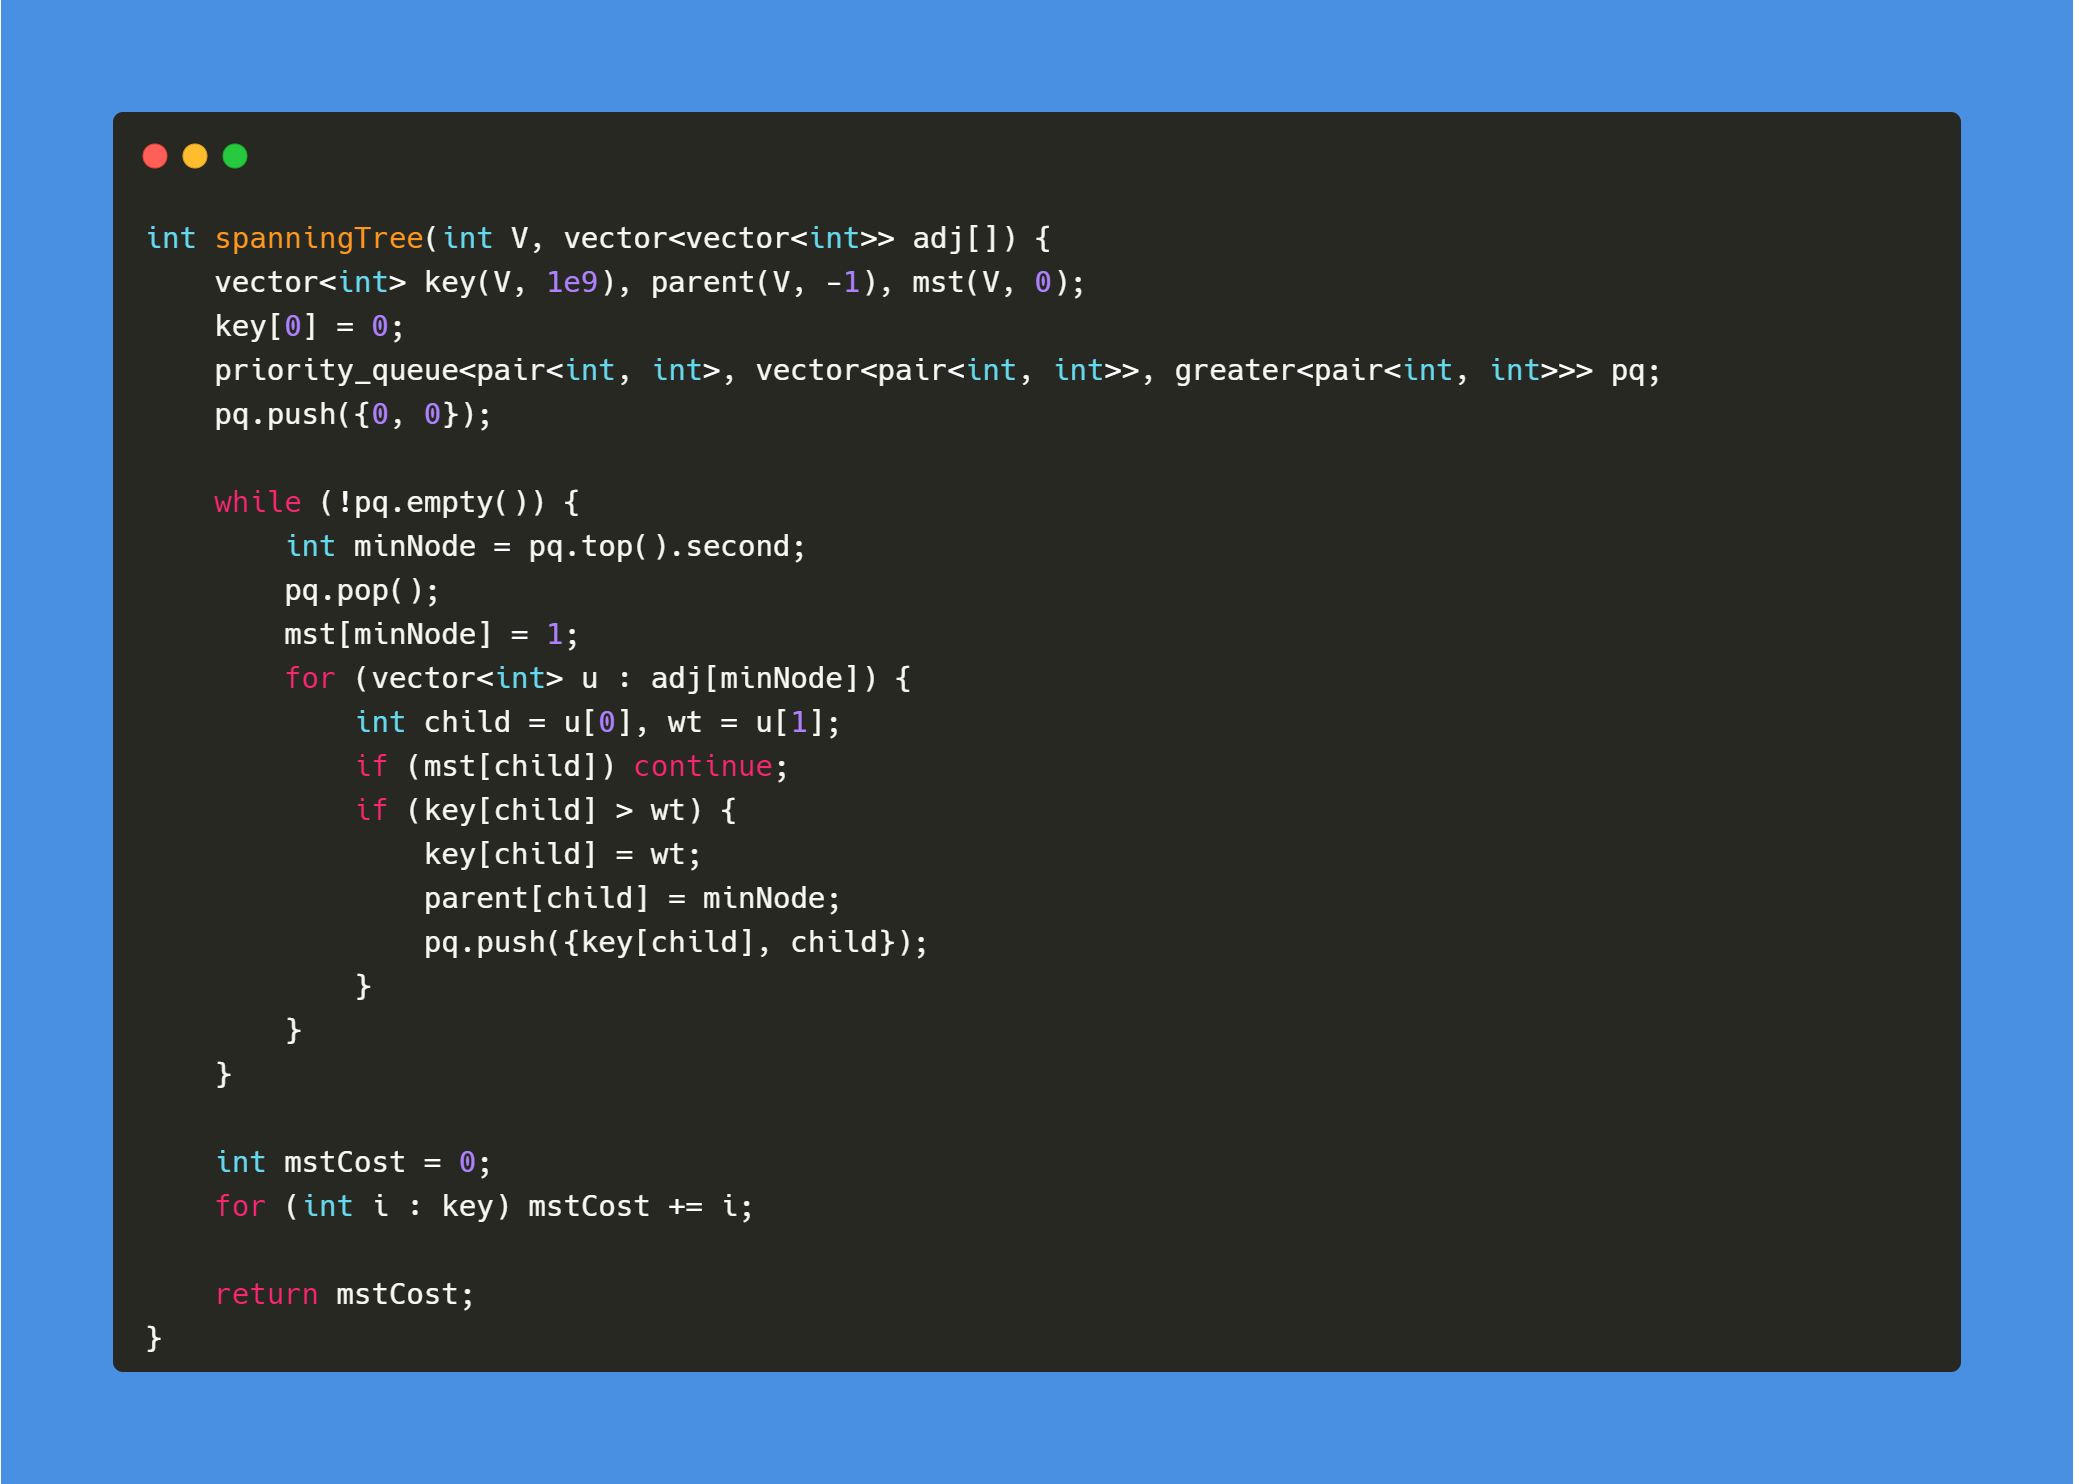 int spanningTree(int V, vector<vector<int>> adj[]) {
    vector<int> key(V, 1e9), parent(V, -1), mst(V, 0);
    key[0] = 0;
    priority_queue<pair<int, int>, vector<pair<int, int>>, greater<pair<int, int>>> pq;
    pq.push({0, 0});

    while (!pq.empty()) {
        int minNode = pq.top().second;
        pq.pop();
        mst[minNode] = 1;
        for (vector<int> u : adj[minNode]) {
            int child = u[0], wt = u[1];
            if (mst[child]) continue;
            if (key[child] > wt) {
                key[child] = wt;
                parent[child] = minNode;
                pq.push({key[child], child});
            }
        }
    }

    int mstCost = 0;
    for (int i : key) mstCost += i;

    return mstCost;
}